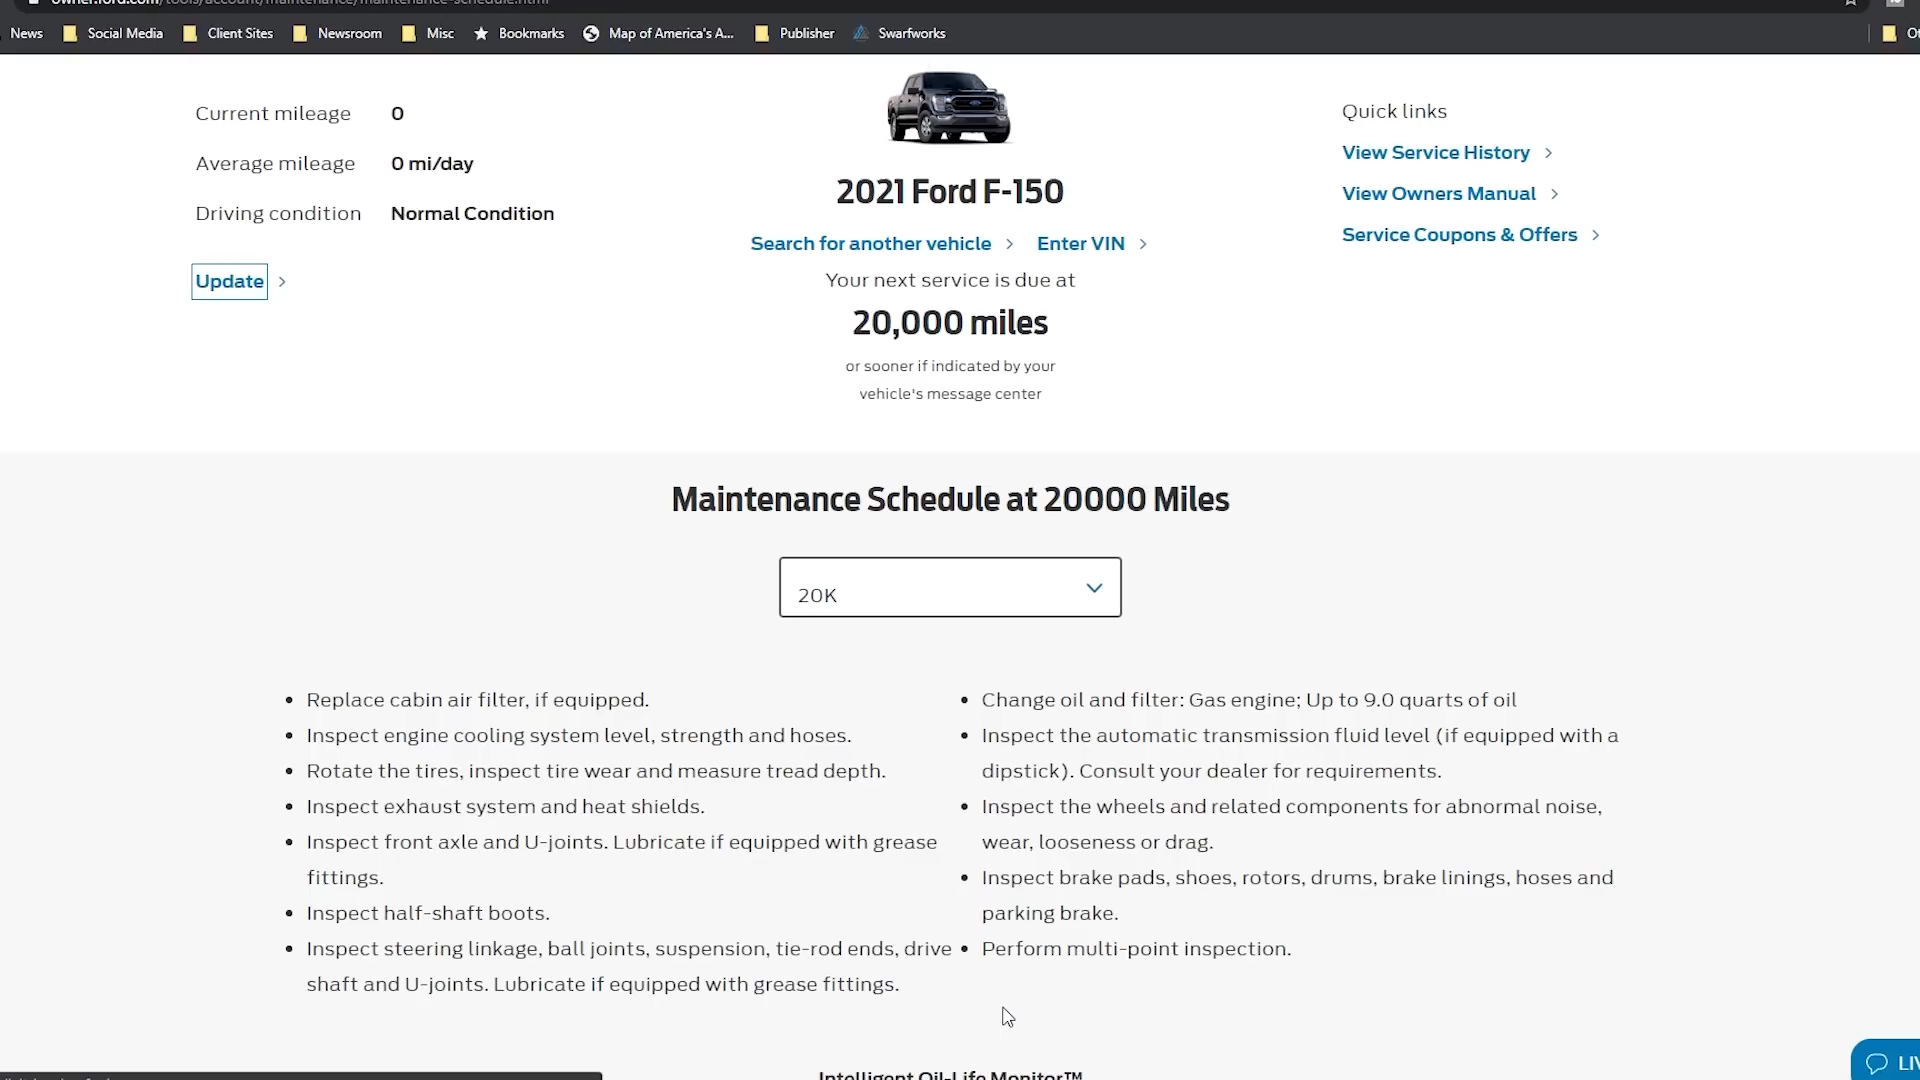 News
Social Media
Client Sites
Newsroom
Misc
Bookmarks
Map of America's A...
Publisher
Swarfworks
Current mileage 0
Average mileage 0 mi/day
Driving condition Normal Condition
Update
2021 Ford F-150
Search for another vehicle
Enter VIN
Your next service is due at
20,000 miles
or sooner if indicated by your
vehicle's message center
Quick links
View Service History
View Owners Manual
Service Coupons & Offers
Maintenance Schedule at 20000 Miles
20K
Replace cabin air filter, if equipped.
Inspect engine cooling system level, strength and hoses.
Rotate the tires, inspect tire wear and measure tread depth.
Inspect exhaust system and heat shields.
Inspect front axle and U-joints. Lubricate if equipped with grease
fittings.
Inspect half-shaft boots.
Inspect steering linkage, ball joints, suspension, tie-rod ends, drive
shaft and U-joints. Lubricate if equipped with grease fittings.
Change oil and filter: Gas engine; Up to 9.0 quarts of oil
Inspect the automatic transmission fluid level (if equipped with a
dipstick). Consult your dealer for requirements.
Inspect the wheels and related components for abnormal noise,
wear, looseness or drag.
Inspect brake pads, shoes, rotors, drums, brake linings, hoses and
parking brake.
Perform multi-point inspection.
Intelligent Oil-Life Monitor™